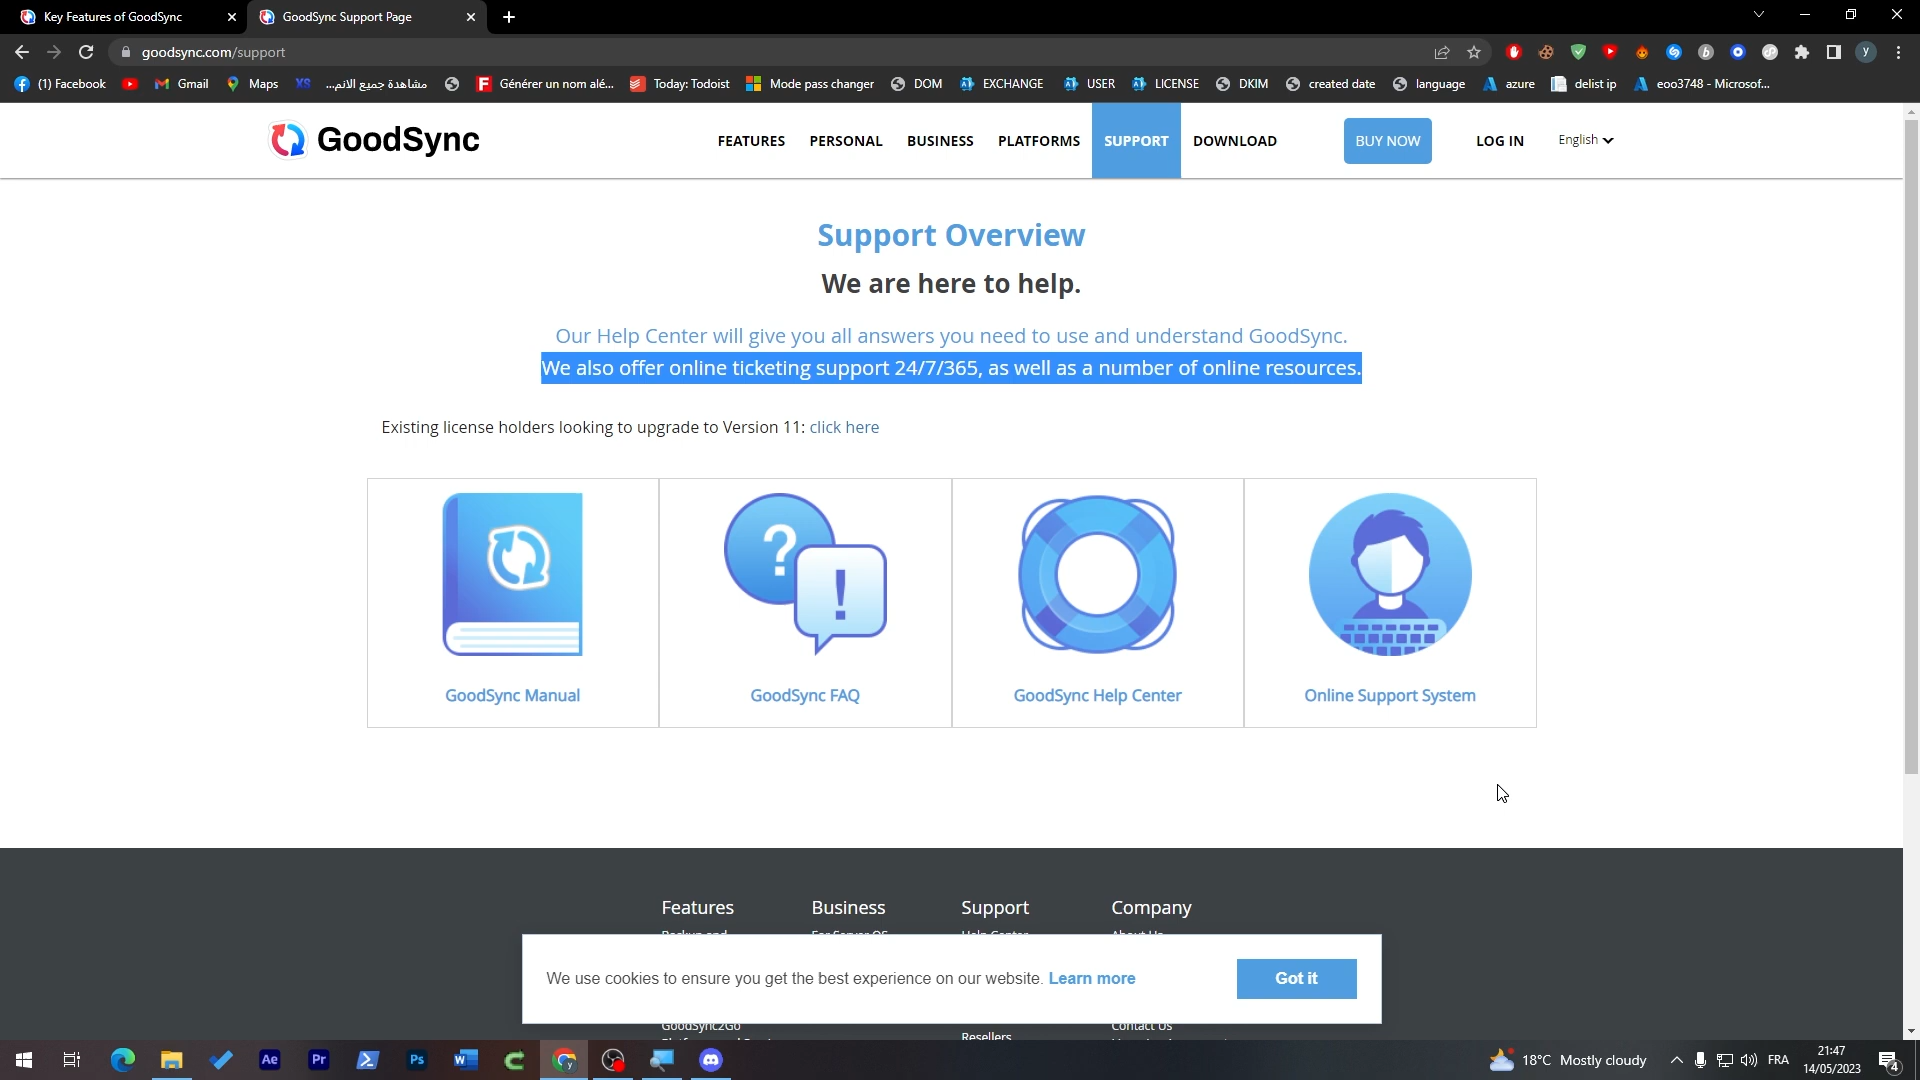 Key Features of GoodSync
GoodSync Support Page
goodsync.com/support
(1) Facebook
Gmail
Maps
مشاهدة جميع الانم...
Générer un nom alé...
Today: Todoist
Mode pass changer
DOM
EXCHANGE
USER
LICENSE
DKIM
created date
language
azure
delist ip
eoo3748 - Microsof...
GoodSync
FEATURES
PERSONAL
BUSINESS
PLATFORMS
SUPPORT
DOWNLOAD
BUY NOW
LOG IN
English
Support Overview
We are here to help.
Our Help Center will give you all answers you need to use and understand GoodSync.
We also offer online ticketing support 24/7/365, as well as a number of online resources.
Existing license holders looking to upgrade to Version 11: click here
GoodSync Manual
GoodSync FAQ
GoodSync Help Center
Online Support System
Features
Business
Support
Company
We use cookies to ensure you get the best experience on our website. Learn more
Got it
GoodSync2Go
Resellers
Contact Us
18°C Mostly cloudy
FRA
21:47
14/05/2023
4